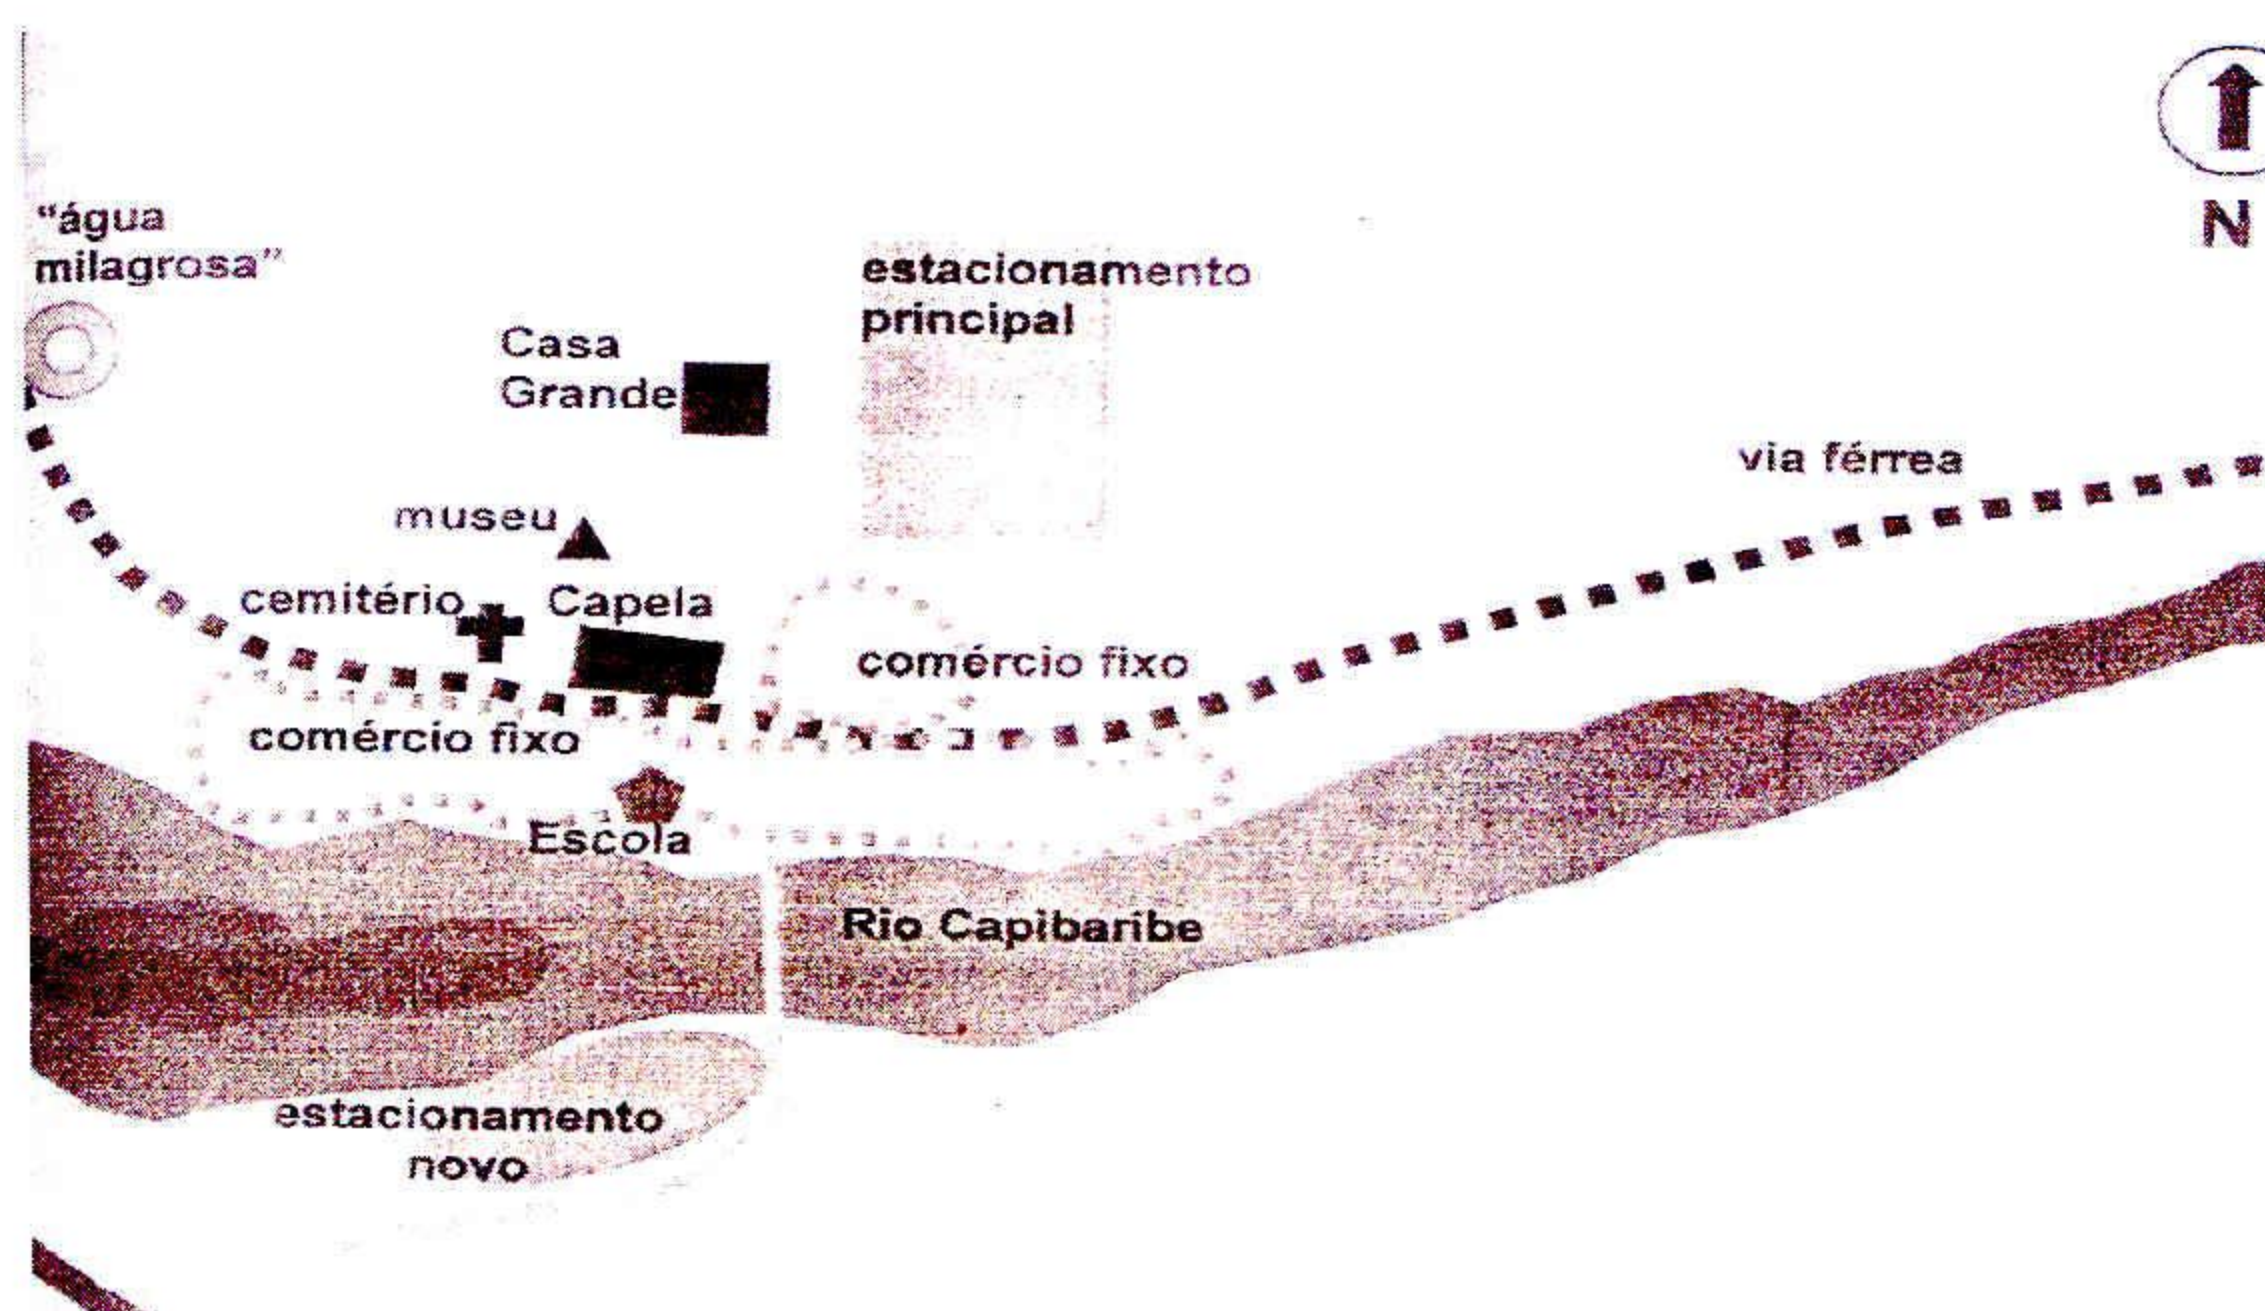 N
"água
milagrosa"
estacionamento
principal
Casa
Grande
via férrea
museu
cemitério
Capela
comércio fixo
comércio fixo
Escola
Rio Capibaribe
estacionamento
novo